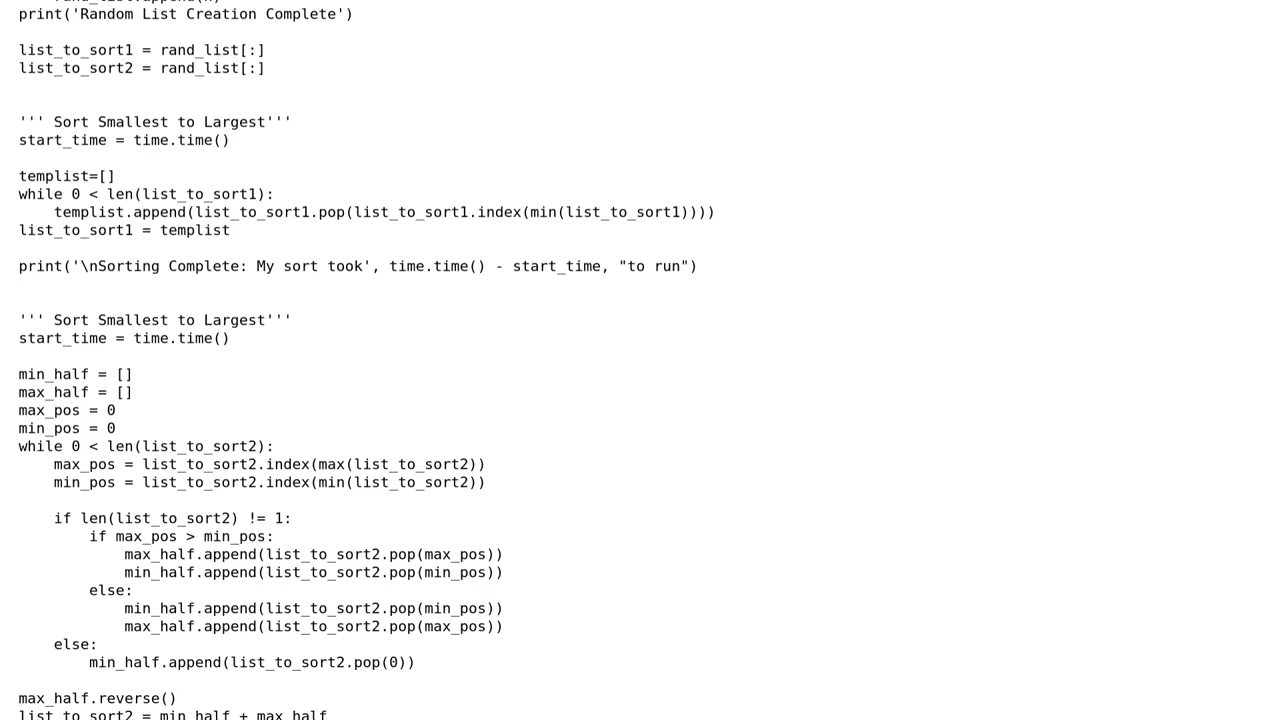 print('Random List Creation Complete')

list_to_sort1 = rand_list[:]
list_to_sort2 = rand_list[:]


''' Sort Smallest to Largest'''
start_time = time.time()

templist=[]
while 0 < len(list_to_sort1):
    templist.append(list_to_sort1.pop(list_to_sort1.index(min(list_to_sort1))))
list_to_sort1 = templist

print('\nSorting Complete: My sort took', time.time() - start_time, "to run")


''' Sort Smallest to Largest'''
start_time = time.time()

min_half = []
max_half = []
max_pos = 0
min_pos = 0
while 0 < len(list_to_sort2):
    max_pos = list_to_sort2.index(max(list_to_sort2))
    min_pos = list_to_sort2.index(min(list_to_sort2))

    if len(list_to_sort2) != 1:
        if max_pos > min_pos:
            max_half.append(list_to_sort2.pop(max_pos))
            min_half.append(list_to_sort2.pop(min_pos))
        else:
            min_half.append(list_to_sort2.pop(min_pos))
            max_half.append(list_to_sort2.pop(max_pos))
    else:
        min_half.append(list_to_sort2.pop(0))

max_half.reverse()
list_to_sort2 = min_half + max_half